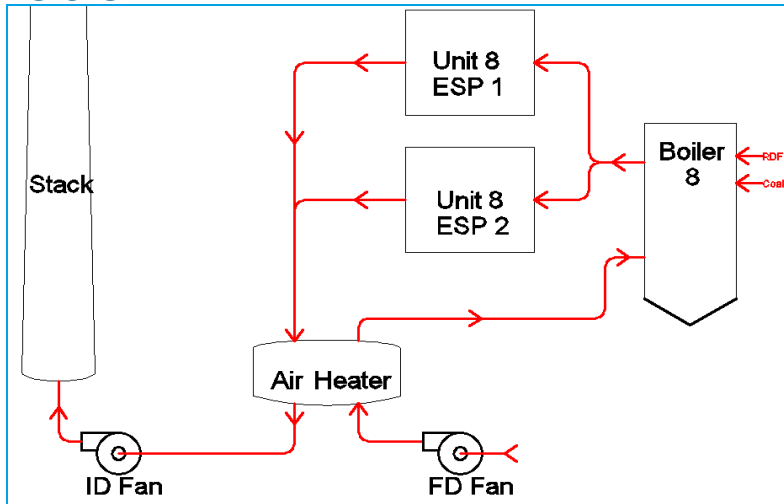 Unit 8
ESP 1
Boiler
8
RDF
Coal
Stack
Unit 8
ESP 2
Air Heater
ID Fan
FD Fan